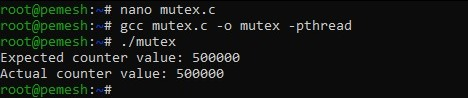 root@pemesh:~# nano mutex.c
root@pemesh:~# gcc mutex.c -o mutex -pthread
root@pemesh:~# ./mutex
Expected counter value: 500000
Actual counter value: 500000
root@pemesh:~#